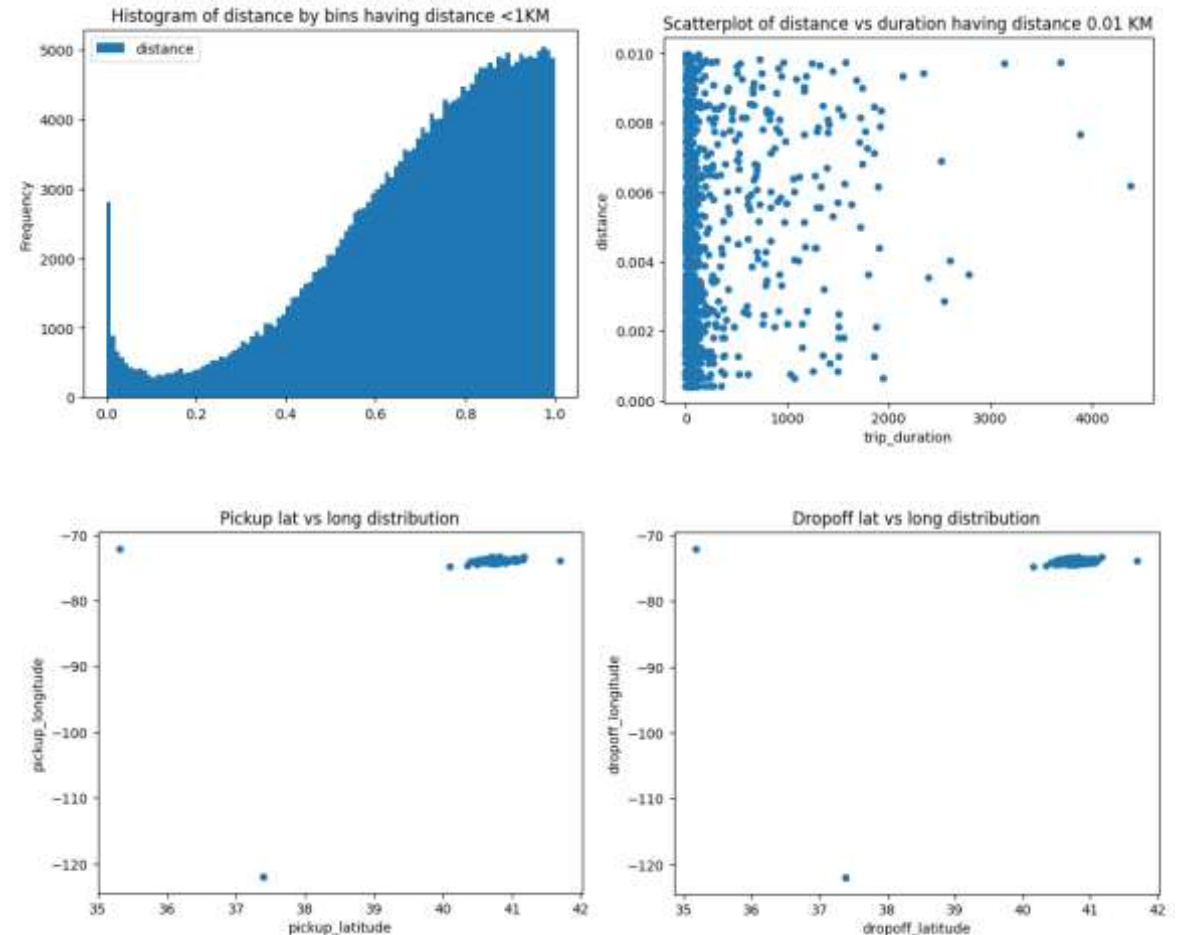 Histogram of distance by bins having distance <1KM
distance
Frequency
5000
4000
3000
2000
1000
0
0.0 0.2 0.4 0.6 0.8 1.0
Scatterplot of distance vs duration having distance 0.01 KM
distance
0.010
0.008
0.006
0.004
0.002
0.000
0 1000 2000 3000 4000
trip_duration
Pickup lat vs long distribution
pickup_longitude
−70
−80
−90
−100
−110
−120
35 36 37 38 39 40 41 42
pickup_latitude
Dropoff lat vs long distribution
dropoff_longitude
−70
−80
−90
−100
−110
−120
35 36 37 38 39 40 41 42
dropoff_latitude